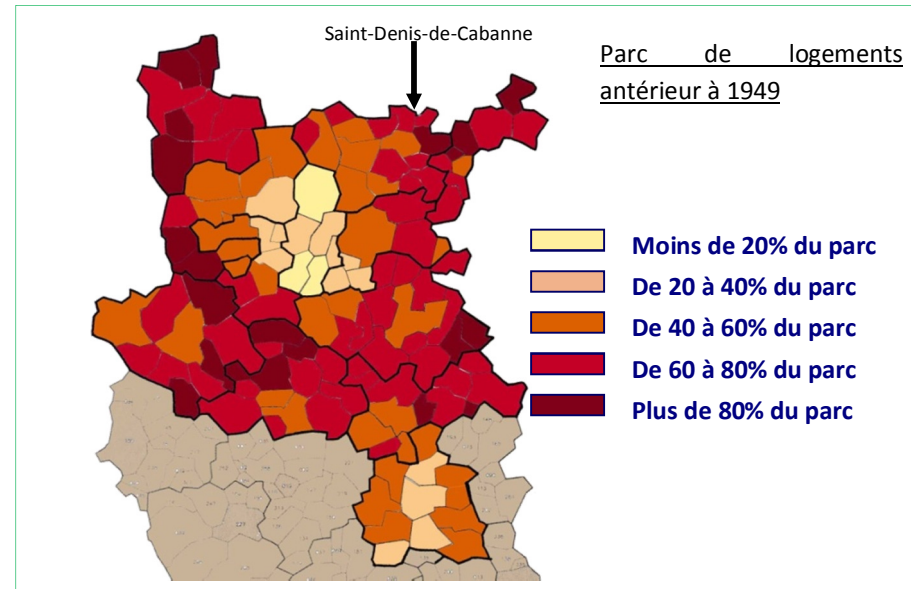 Saint-Denis-de-Cabanne
Parc de logements
antérieur à 1949
Moins de 20% du parc
De 20 à 40% du parc
De 40 à 60% du parc
De 60 à 80% du parc
Plus de 80% du parc